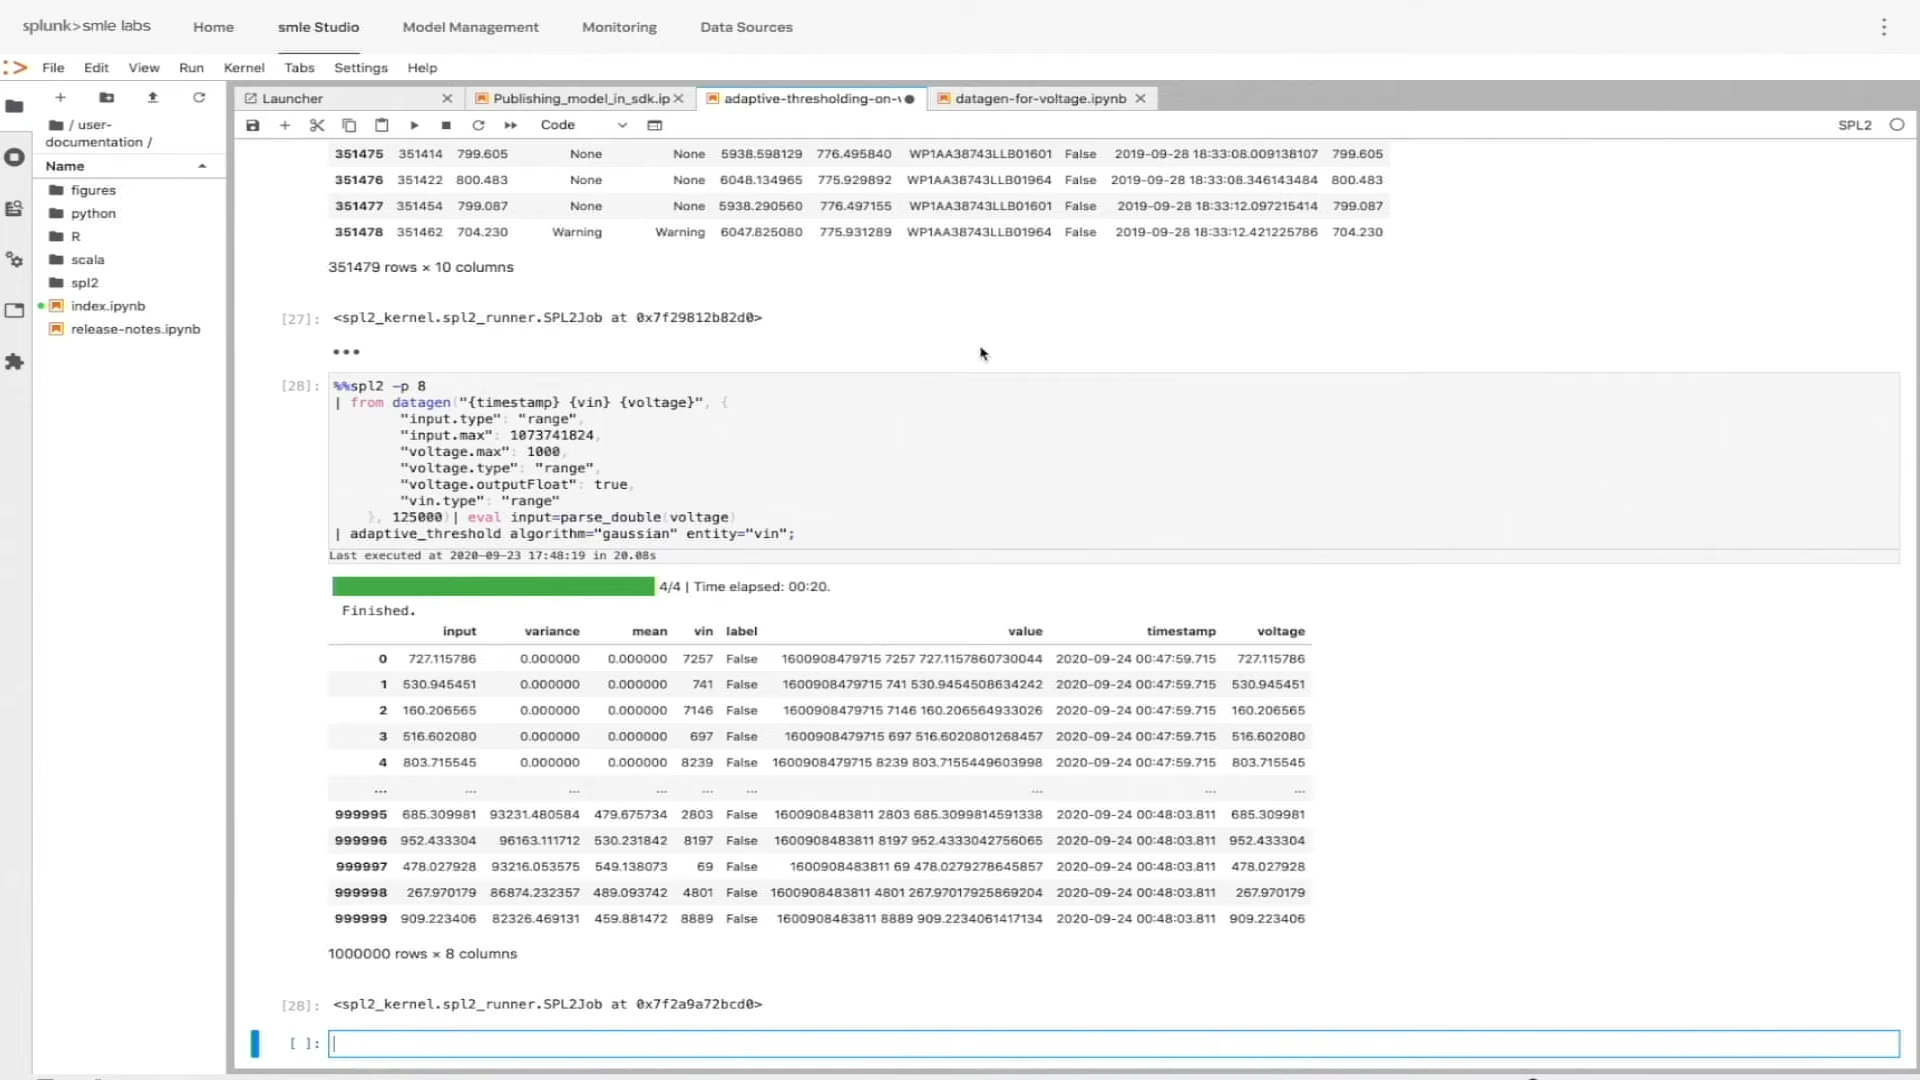 splunk>smle labs Home smle Studio Model Management Monitoring Data Sources
File Edit View Run Kernel Tabs Settings Help
Launcher Publishing_model_in_sdk.ip adaptive-thresholding-on-v datagen-for-voltage.ipynb
/ user-
documentation /
Code SPL2
Name
figures
python
R
scala
spl2
index.ipynb
release-notes.ipynb
351475 351414 799.605 None None 5938.598129 776.495840 WP1AA38743LLB01601 False 2019-09-28 18:33:08.009138107 799.605
351476 351422 800.483 None None 6048.134965 775.929892 WP1AA38743LLB01964 False 2019-09-28 18:33:08.346143484 800.483
351477 351454 799.087 None None 5938.290560 776.497155 WP1AA38743LLB01601 False 2019-09-28 18:33:12.097215414 799.087
351478 351462 704.230 Warning Warning 6047.825080 775.931289 WP1AA38743LLB01964 False 2019-09-28 18:33:12.421225786 704.230
351479 rows × 10 columns
[27]: <spl2_kernel.spl2_runner.SPL2Job at 0x7f29812b82d0>
•••
[28]: %%spl2 -p 8
| from datagen("{timestamp} {vin} {voltage}", {
"input.type": "range",
"input.max": 1073741824,
"voltage.max": 1000,
"voltage.type": "range",
"voltage.outputFloat": true,
"vin.type": "range"
}, 125000)| eval input=parse_double(voltage)
| adaptive_threshold algorithm="gaussian" entity="vin";
Last executed at 2020-09-23 17:48:19 in 20.08s
4/4 | Time elapsed: 00:20.
Finished.
input variance mean vin label value timestamp voltage
0 727.115786 0.000000 0.000000 7257 False 1600908479715 7257 727.1157860730044 2020-09-24 00:47:59.715 727.115786
1 530.945451 0.000000 0.000000 741 False 1600908479715 741 530.9454508634242 2020-09-24 00:47:59.715 530.945451
2 160.206565 0.000000 0.000000 7146 False 1600908479715 7146 160.206564933026 2020-09-24 00:47:59.715 160.206565
3 516.602080 0.000000 0.000000 697 False 1600908479715 697 516.6020801268457 2020-09-24 00:47:59.715 516.602080
4 803.715545 0.000000 0.000000 8239 False 1600908479715 8239 803.7155449603998 2020-09-24 00:47:59.715 803.715545
... ... ... ... ... ... ... ... ...
999995 685.309981 93231.480584 479.675734 2803 False 1600908483811 2803 685.3099814591338 2020-09-24 00:48:03.811 685.309981
999996 952.433304 96163.111712 530.231842 8197 False 1600908483811 8197 952.4333042756065 2020-09-24 00:48:03.811 952.433304
999997 478.027928 93216.053575 549.138073 69 False 1600908483811 69 478.0279278645857 2020-09-24 00:48:03.811 478.027928
999998 267.970179 86874.232357 489.093742 4801 False 1600908483811 4801 267.97017925869204 2020-09-24 00:48:03.811 267.970179
999999 909.223406 82326.469131 459.881472 8889 False 1600908483811 8889 909.2234061417134 2020-09-24 00:48:03.811 909.223406
1000000 rows × 8 columns
[28]: <spl2_kernel.spl2_runner.SPL2Job at 0x7f2a9a72bcd0>
[ ]: